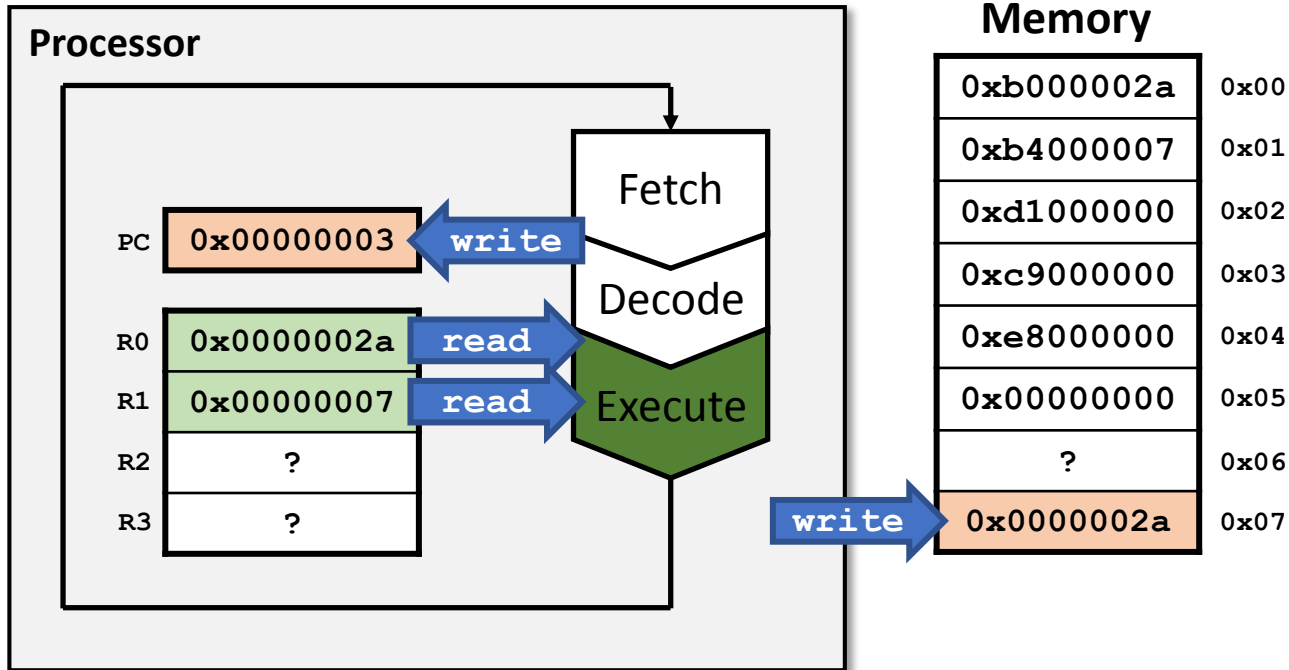 Processor
Memory
Fetch
Decode
Execute
PC 0x00000003 write
R0 0x0000002a read
R1 0x00000007 read
R2 ?
R3 ?
0xb000002a 0x00
0xb4000007 0x01
0xd1000000 0x02
0xc9000000 0x03
0xe8000000 0x04
0x00000000 0x05
? 0x06
write 0x0000002a 0x07